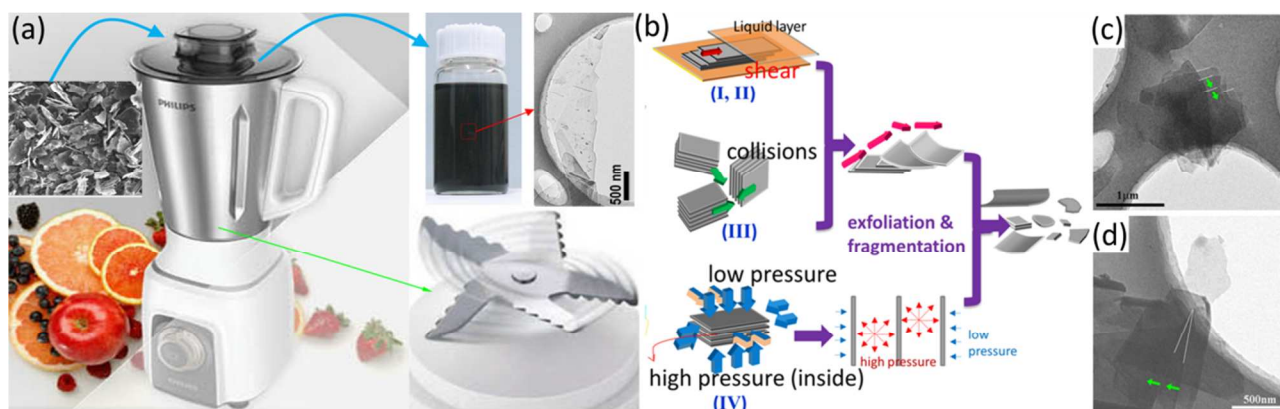 (a)
PHILIPS
500 nm
(b)
Liquid layer
shear
(I, II)
collisions
(III)
exfoliation &
fragmentation
low pressure
high pressure (inside)
(IV)
high pressure
low
pressure
(c)
1μm
(d)
500nm